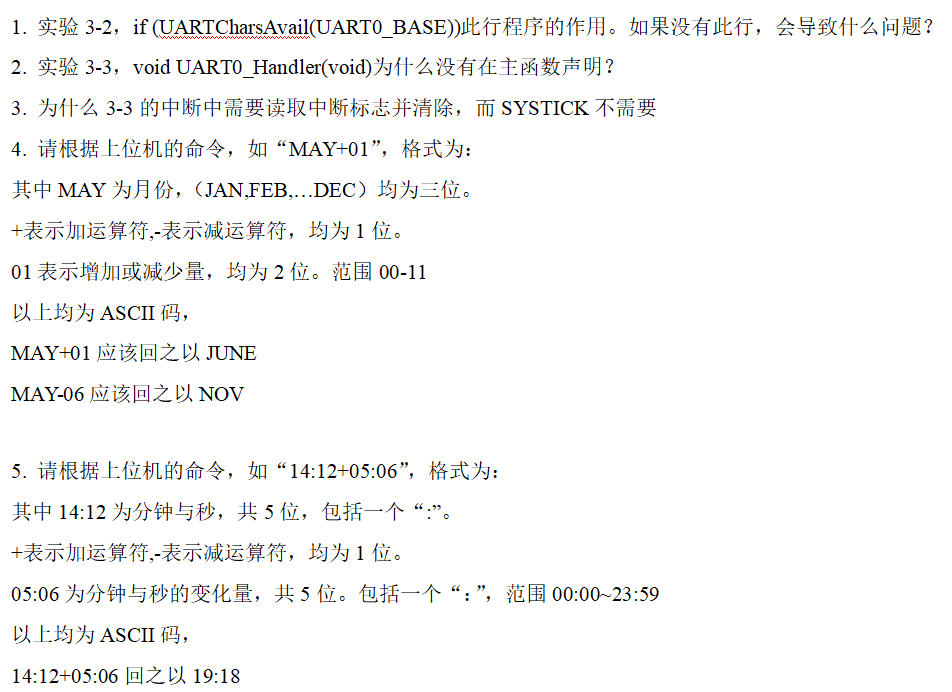 1. 实验 3-2，if (UARTCharsAvail(UART0_BASE))此行程序的作用。如果没有此行，会导致什么问题？
2. 实验 3-3，void UART0_Handler(void)为什么没有在主函数声明？
3. 为什么 3-3 的中断中需要读取中断标志并清除，而 SYSTICK 不需要
4. 请根据上位机的命令，如“MAY+01”，格式为：
其中 MAY 为月份，（JAN,FEB,…DEC）均为三位。
+表示加运算符,-表示减运算符，均为 1 位。
01 表示增加或减少量，均为 2 位。范围 00-11
以上均为 ASCII 码，
MAY+01 应该回之以 JUNE
MAY-06 应该回之以 NOV
5. 请根据上位机的命令，如“14:12+05:06”，格式为：
其中 14:12 为分钟与秒，共 5 位，包括一个“:”。
+表示加运算符,-表示减运算符，均为 1 位。
05:06 为分钟与秒的变化量，共 5 位。包括一个“：”，范围 00:00~23:59
以上均为 ASCII 码，
14:12+05:06 回之以 19:18